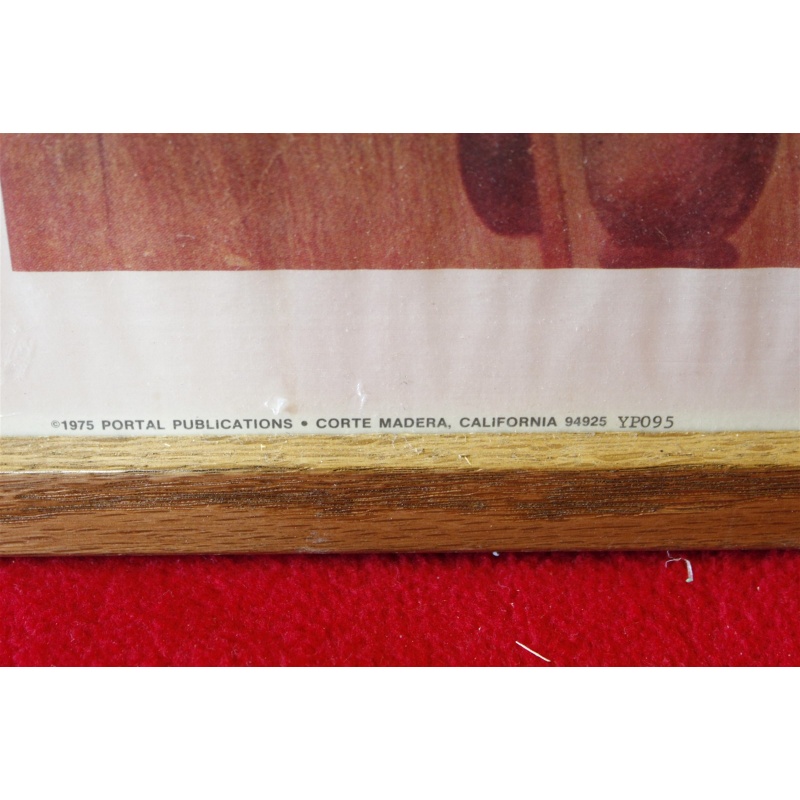 ©1975 PORTAL PUBLICATIONS • CORTE MADERA, CALIFORNIA 94925 YP095